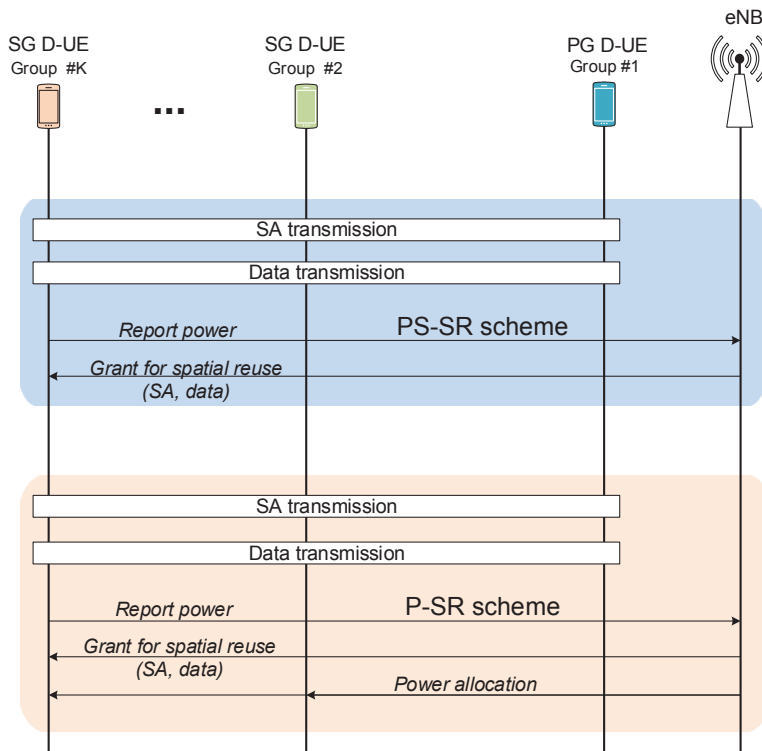 eNB
SG D-UE
Group #K
SG D-UE
Group #2
PG D-UE
Group #1
...
SA transmission
Data transmission
Report power
PS-SR scheme
Grant for spatial reuse
(SA, data)
SA transmission
Data transmission
Report power
P-SR scheme
Grant for spatial reuse
(SA, data)
Power allocation